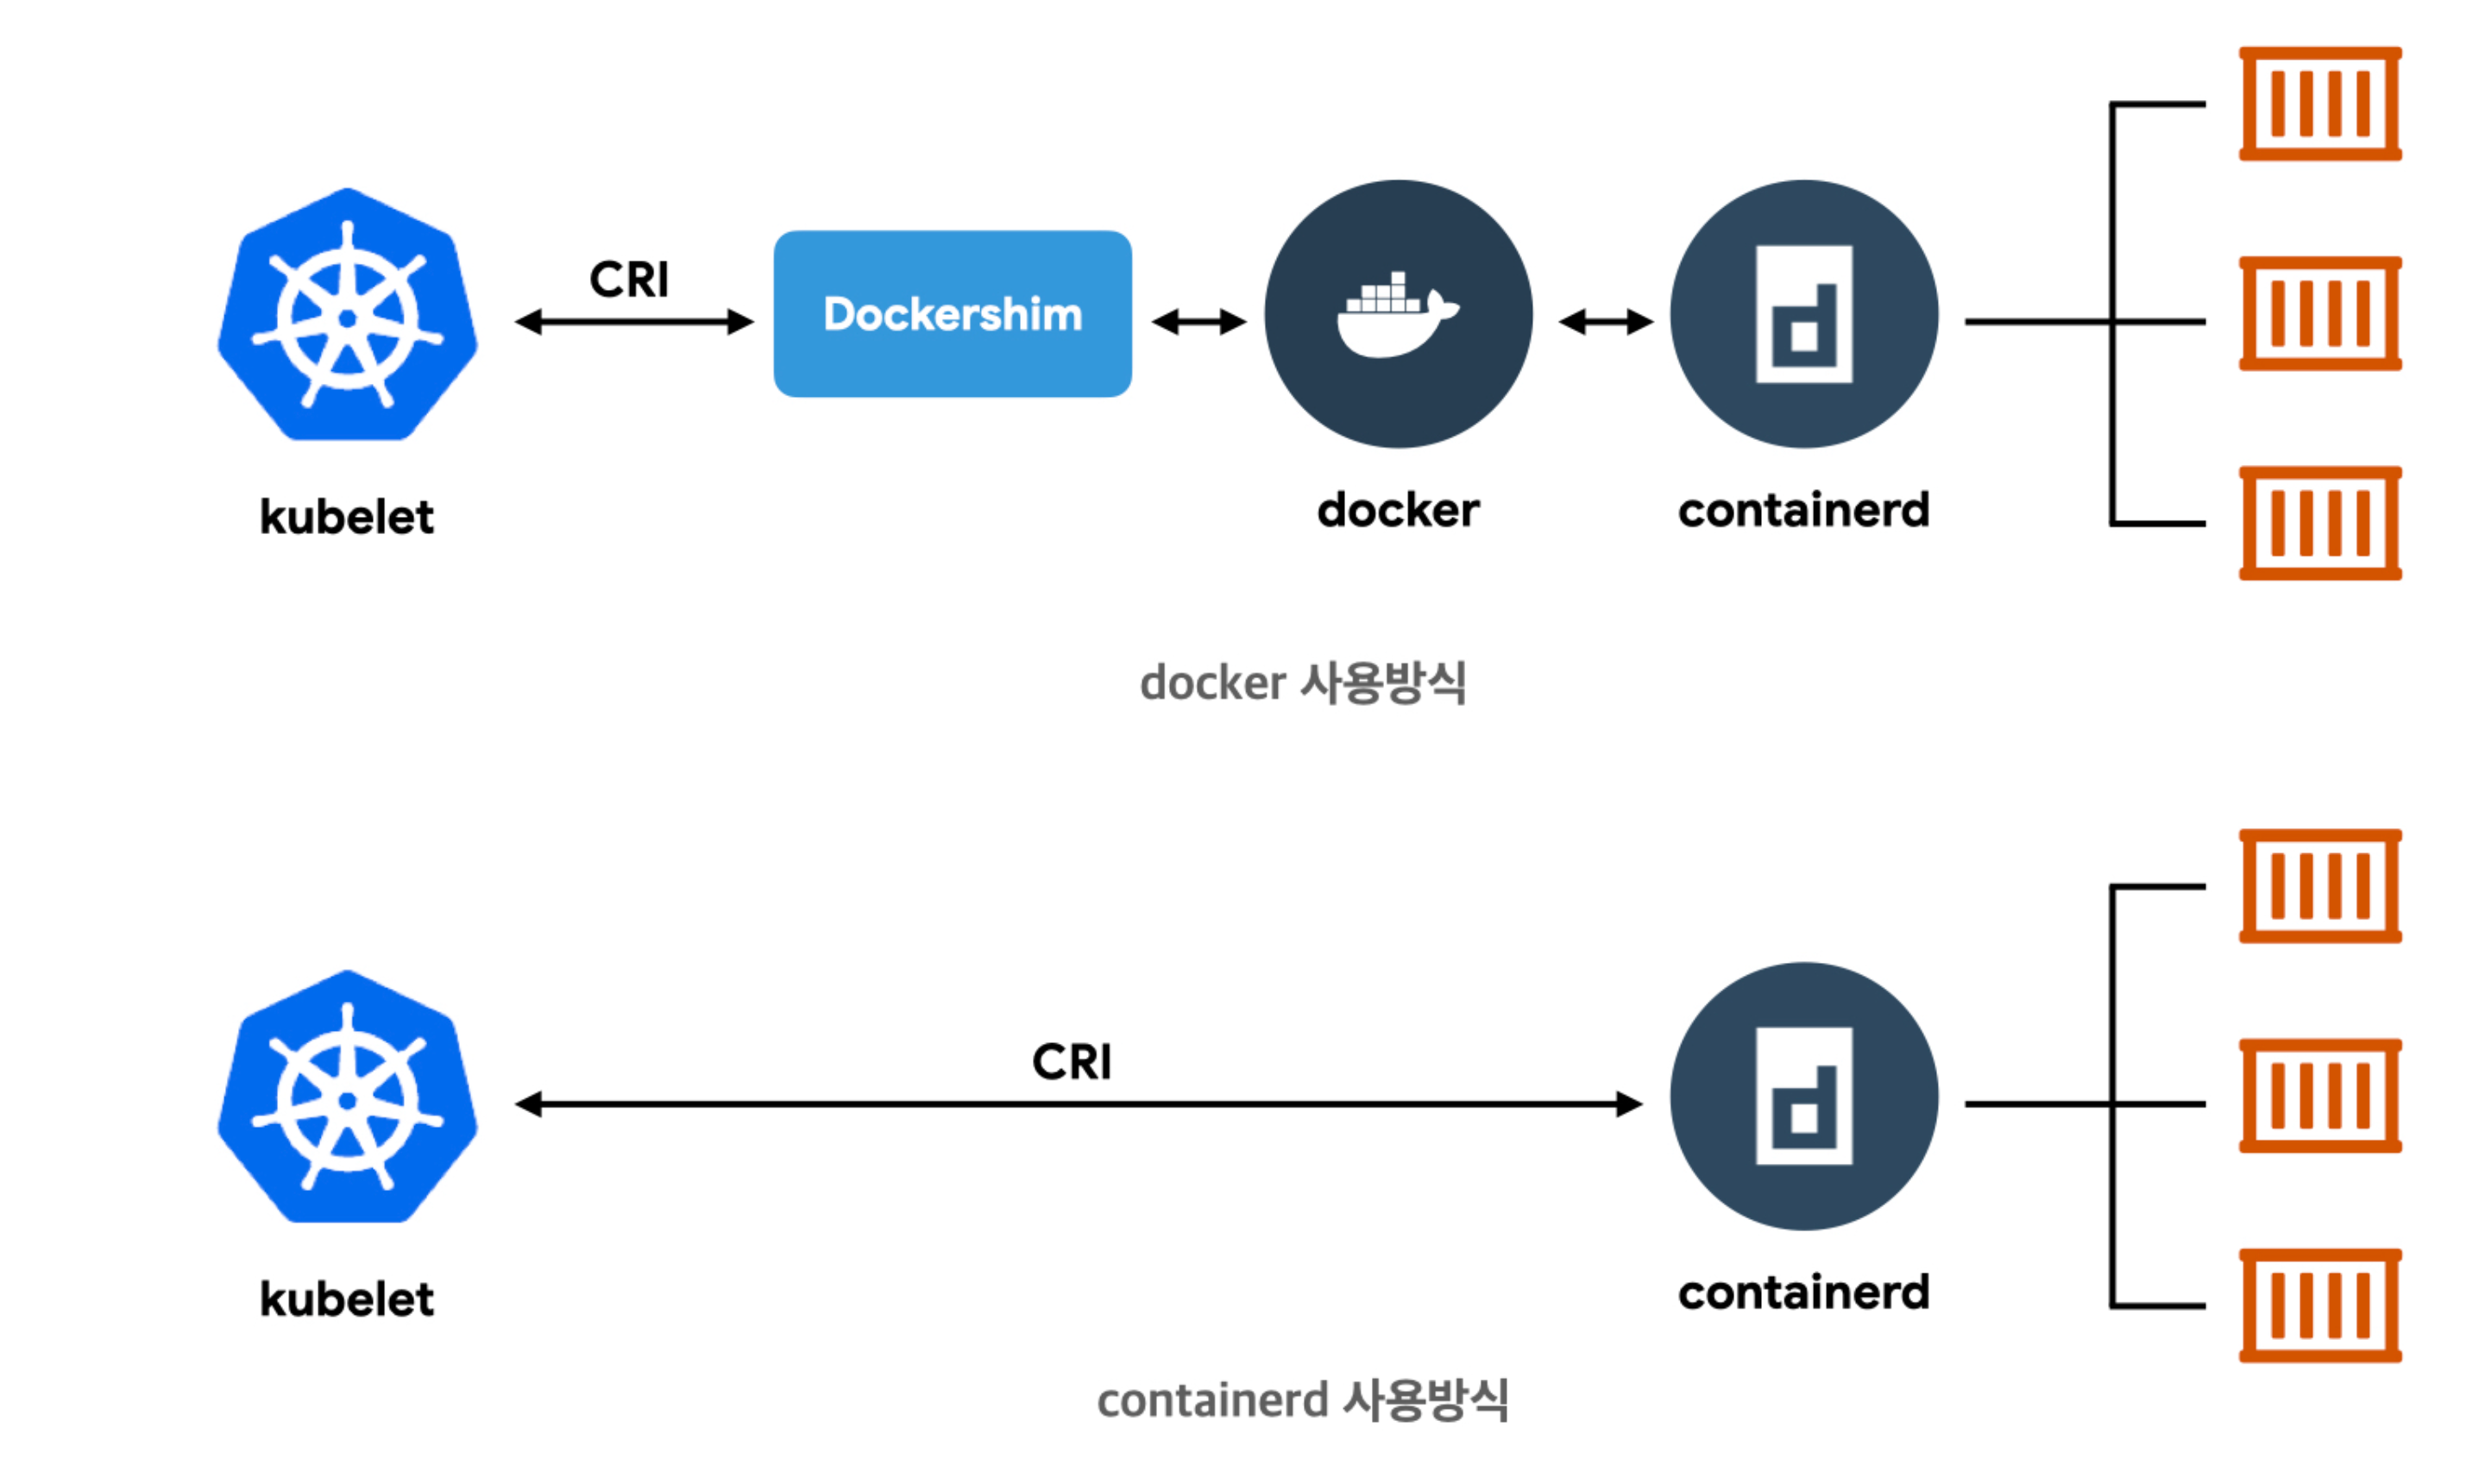 CRI
Dockershim
kubelet
docker
containerd
docker 사용방식
CRI
kubelet
containerd
containerd 사용방식